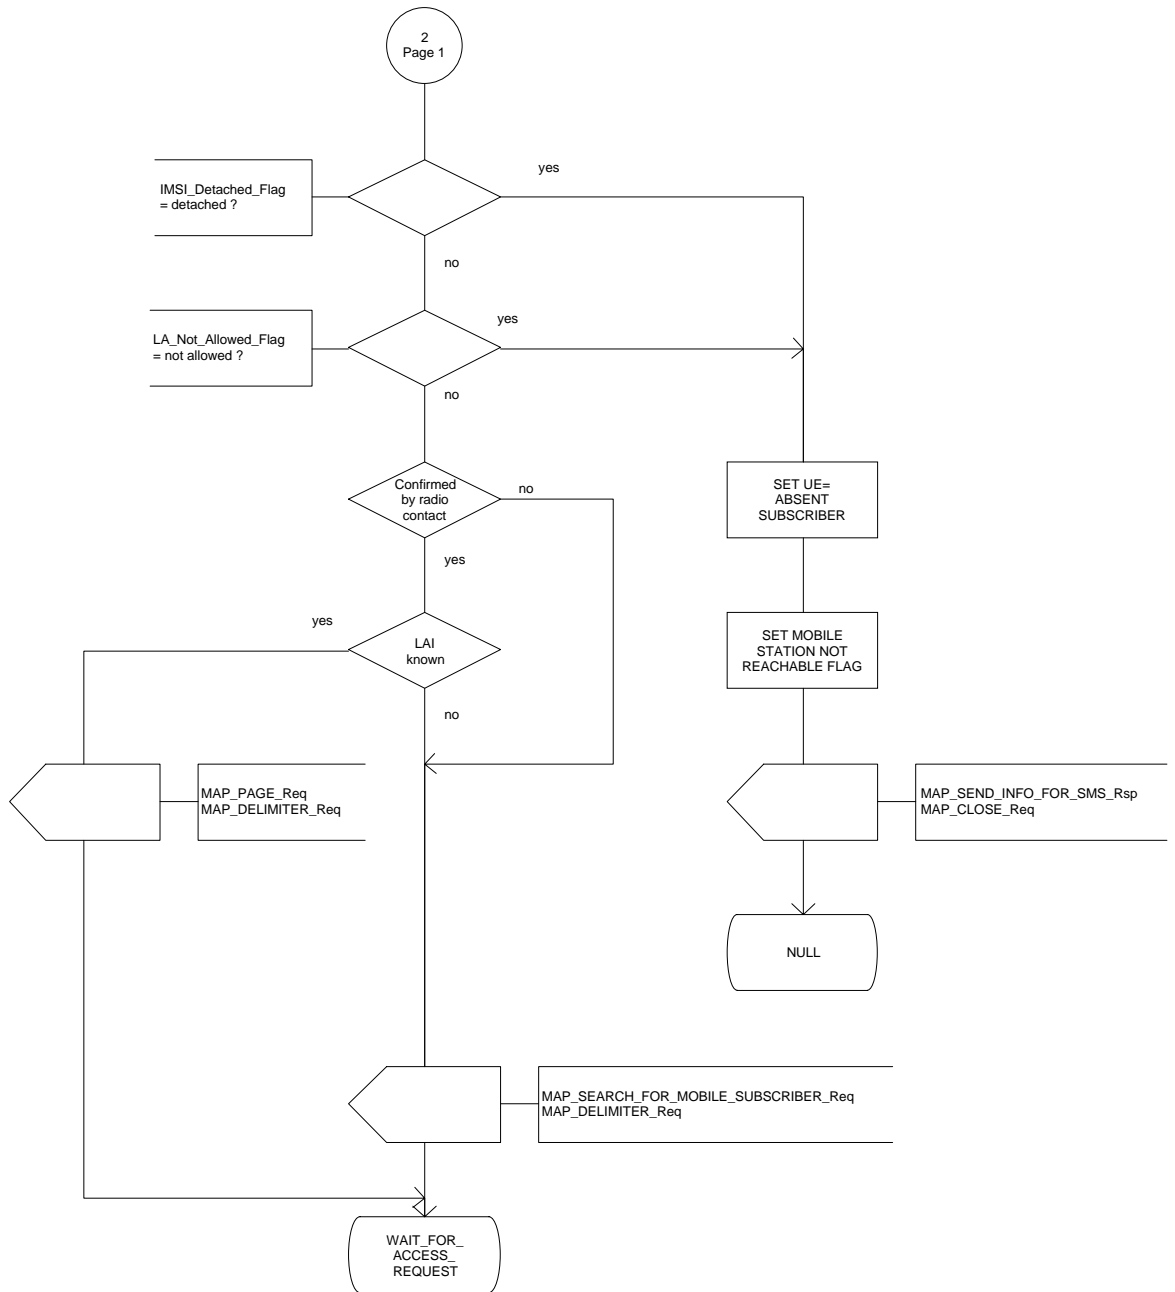 2
Page 1
yes
IMSI_Detached_Flag
= detached ?
no
yes
LA_Not_Allowed_Flag
= not allowed ?
no
Confirmed
by radio
contact
no
SET UE=
ABSENT
SUBSCRIBER
yes
yes
LAI
known
SET MOBILE
STATION NOT
REACHABLE FLAG
no
MAP_PAGE_Req
MAP_DELIMITER_Req
MAP_SEND_INFO_FOR_SMS_Rsp
MAP_CLOSE_Req
NULL
MAP_SEARCH_FOR_MOBILE_SUBSCRIBER_Req
MAP_DELIMITER_Req
WAIT_FOR_
ACCESS_
REQUEST